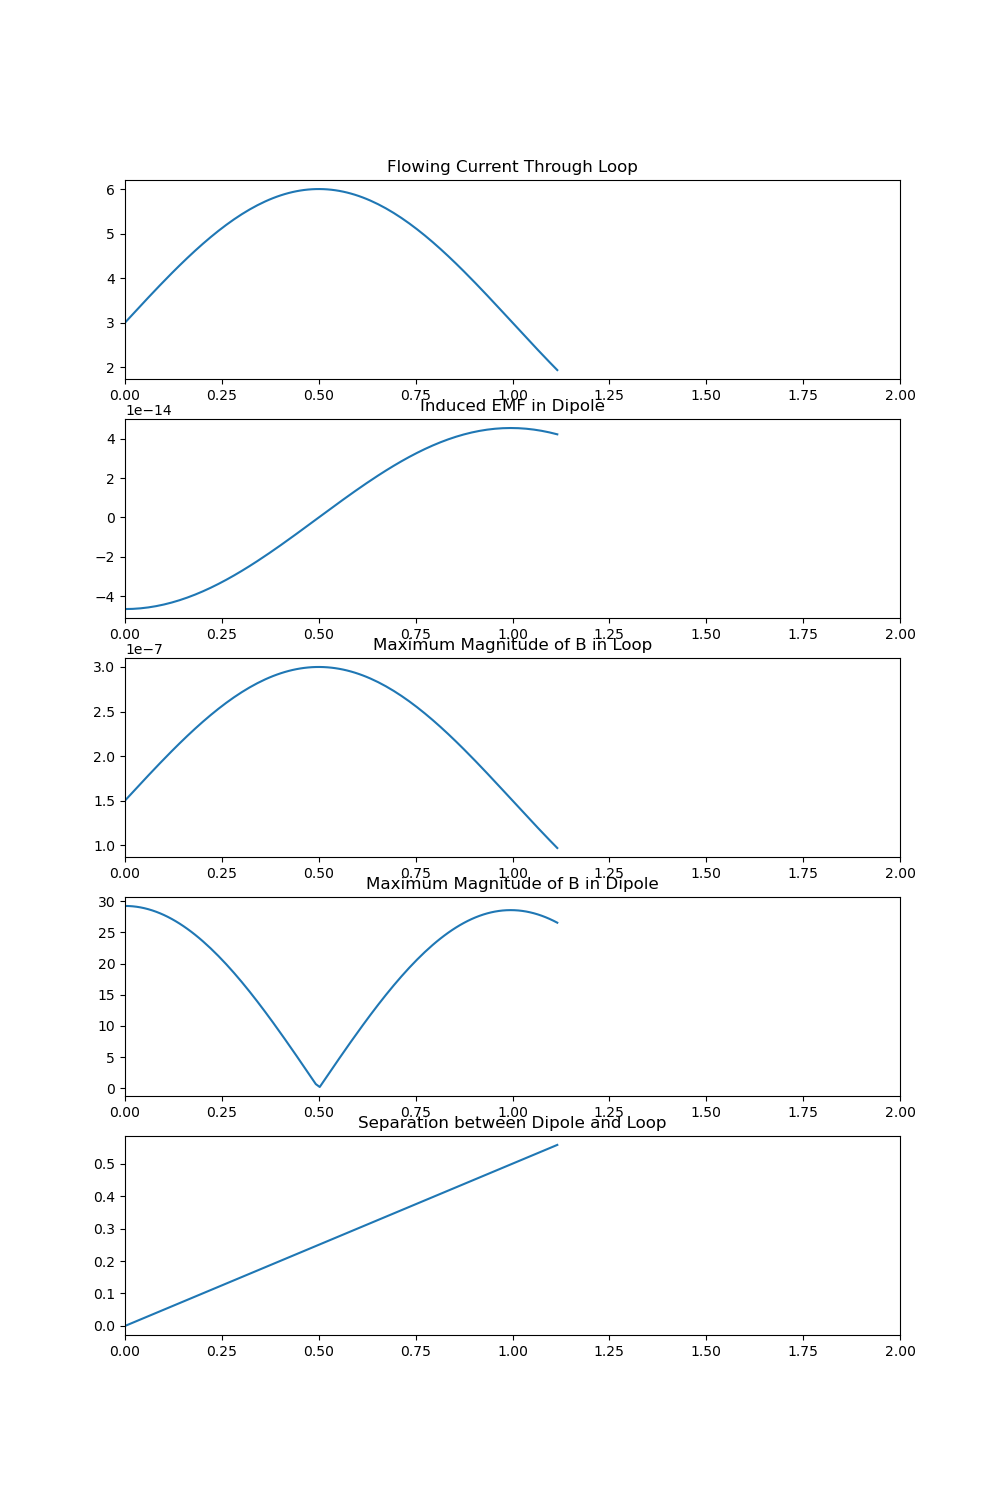 Flowing Current Through Loop
6
5
4
3
2
0.00 0.25 0.50 0.75 1.00 1.25 1.50 1.75 2.00
Induced EMF in Dipole
1e−14
4
2
0
−2
−4
0.00 0.25 0.50 0.75 1.00 1.25 1.50 1.75 2.00
Maximum Magnitude of B in Loop
1e−7
3.0
2.5
2.0
1.5
1.0
0.00 0.25 0.50 0.75 1.00 1.25 1.50 1.75 2.00
Maximum Magnitude of B in Dipole
30
25
20
15
10
5
0
0.00 0.25 0.50 0.75 1.00 1.25 1.50 1.75 2.00
Separation between Dipole and Loop
0.5
0.4
0.3
0.2
0.1
0.0
0.00 0.25 0.50 0.75 1.00 1.25 1.50 1.75 2.00